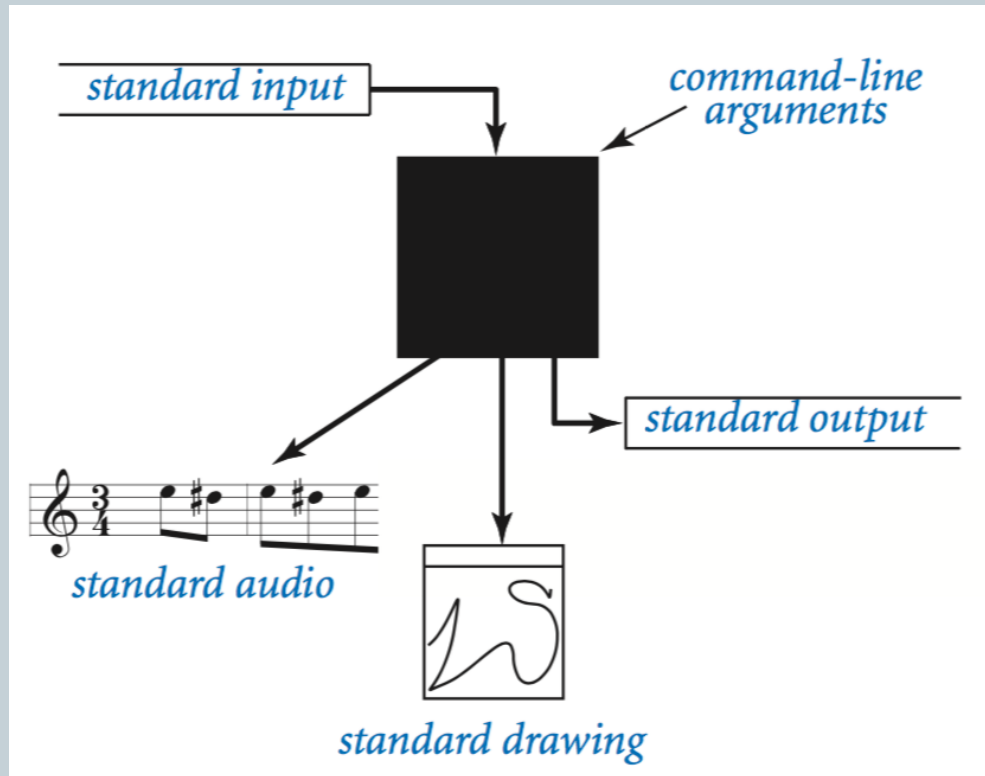 standard input
command-line
arguments
standard output
3
4
standard audio
standard drawing